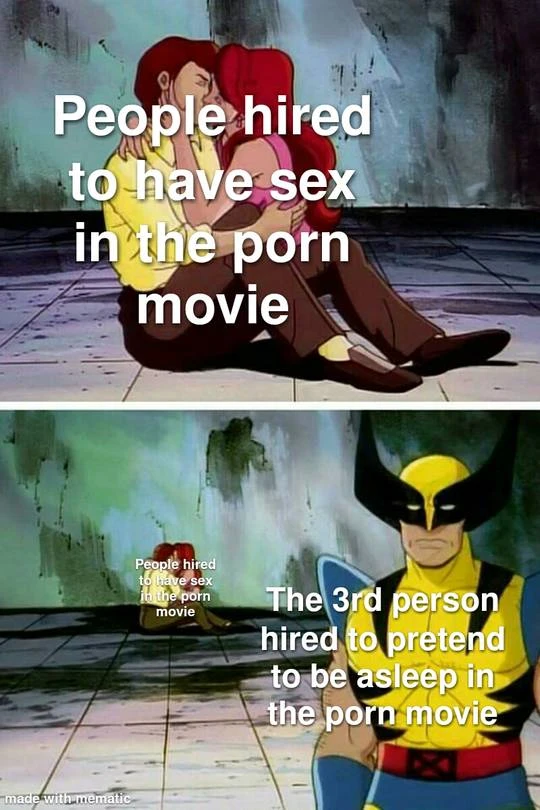 People hired
to have sex
in the porn
movie
People hired
to have sex
in the porn
movie
The 3rd person
hired to pretend
to be asleep in
the porn movie
made with mematic